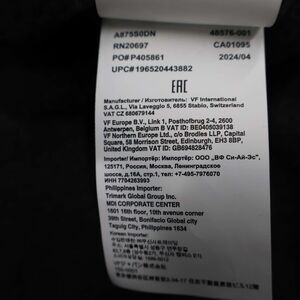 A875S0DN 48576-001
RN20697 CA01095
PO#P405861 2024/04
UPC#196520443882
EAC
Manufacturer / Изготовитель: VF International
S.A.G.L., Via Laveggio 5, 6855 Stabio, Switzerland
VAT CZ 680679144
VF Europe B.V., Link 1, Posthofbrug 2-4, 2600
Antwerpen, Belgium B VAT ID: BE0405039138
VF Northern Europe Ltd., c/o Brodies LLP, Capital
Square, 58 Morrison Street, Edinburgh, EH3 8BP,
United Kingdom VAT ID: GB694828476
Importer/ Импортёр: Импортер: ООО „ВФ Си-Ай-Эс",
125171, Россия, Москва, Ленинградское
шоссе, д.16А, стр.1, тел: +7-495-7976070
ИНН 7704263993
Philippines Importer:
Trimark Global Group Inc.
MDI CORPORATE CENTER
1601 16th floor, 10th avenue corner
39th Street, Bonifacio Global city
Taguig City, Philippines 1634
Korean Importer: